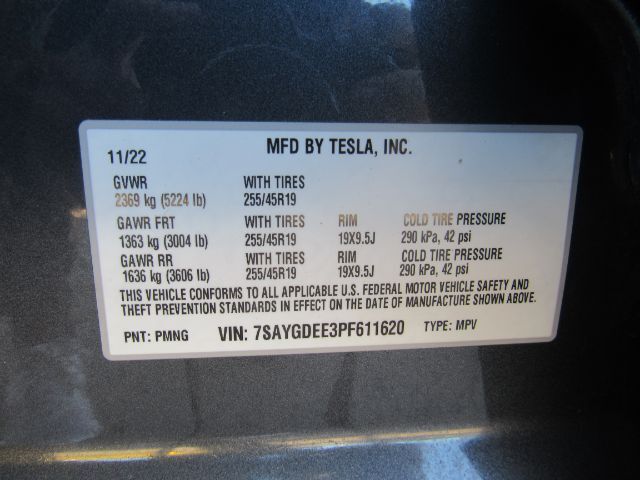 11/22 MFD BY TESLA, INC.
GVWR WITH TIRES
2369 kg (5224 lb) 255/45R19
GAWR FRT WITH TIRES RIM COLD TIRE PRESSURE
1363 kg (3004 lb) 255/45R19 19X9.5J 290 kPa, 42 psi
GAWR RR WITH TIRES RIM COLD TIRE PRESSURE
1636 kg (3606 lb) 255/45R19 19X9.5J 290 kPa, 42 psi
THIS VEHICLE CONFORMS TO ALL APPLICABLE U.S. FEDERAL MOTOR VEHICLE SAFETY AND
THEFT PREVENTION STANDARDS IN EFFECT ON THE DATE OF MANUFACTURE SHOWN ABOVE.
PNT: PMNG VIN: 7SAYGDEE3PF611620 TYPE: MPV